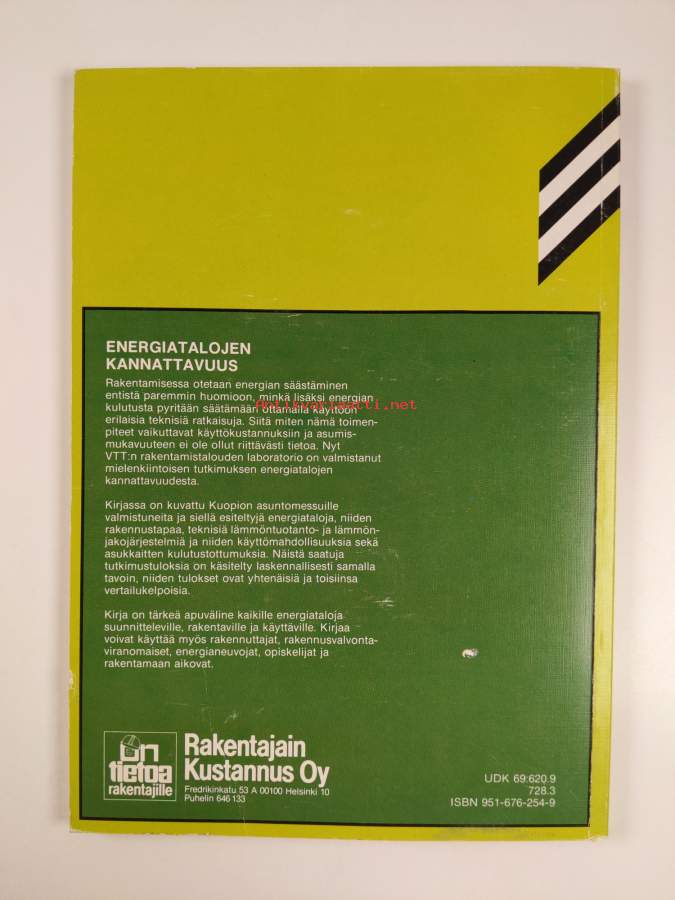 ENERGIATALOJEN
KANNATTAVUUS
Rakentamisessa otetaan energian säästäminen
entistä paremmin huomioon, minkä lisäksi energian
kulutusta pyritään säätämään ottamalla käyttöön
Antikvariaatti.net
erilaisia teknisiä ratkaisuja. Siitä miten nämä toimen-
piteet vaikuttavat käyttökustannuksiin ja asumis-
mukavuuteen ei ole ollut riittävästi tietoa. Nyt
VTT:n rakentamistalouden laboratorio on valmistanut
mielenkiintoisen tutkimuksen energiatalojen
kannattavuudesta.
Kirjassa on kuvattu Kuopion asuntomessuille
valmistuneita ja siellä esiteltyjä energiataloja, niiden
rakennustapaa, teknisiä lämmöntuotanto- ja lämmön-
jakojärjestelmiä ja niiden käyttömahdollisuuksia sekä
asukkaitten kulutustottumuksia. Näistä saatuja
tutkimustuloksia on käsitelty laskennallisesti samalla
tavoin, niiden tulokset ovat yhtenäisiä ja toisiinsa
vertailukelpoisia.
Kirja on tärkeä apuväline kaikille energiataloja
suunnitteleville, rakentaville ja käyttäville. Kirjaa
voivat käyttää myös rakennuttajat, rakennusvalvonta-
viranomaiset, energianeuvojat, opiskelijat ja
rakentamaan aikovat.
on
tietoa
rakentajille
Rakentajain
Kustannus Oy
Fredrikinkatu 53 A 00100 Helsinki 10
Puhelin 646 133
UDK 69:620.9
728.3
ISBN 951-676-254-9